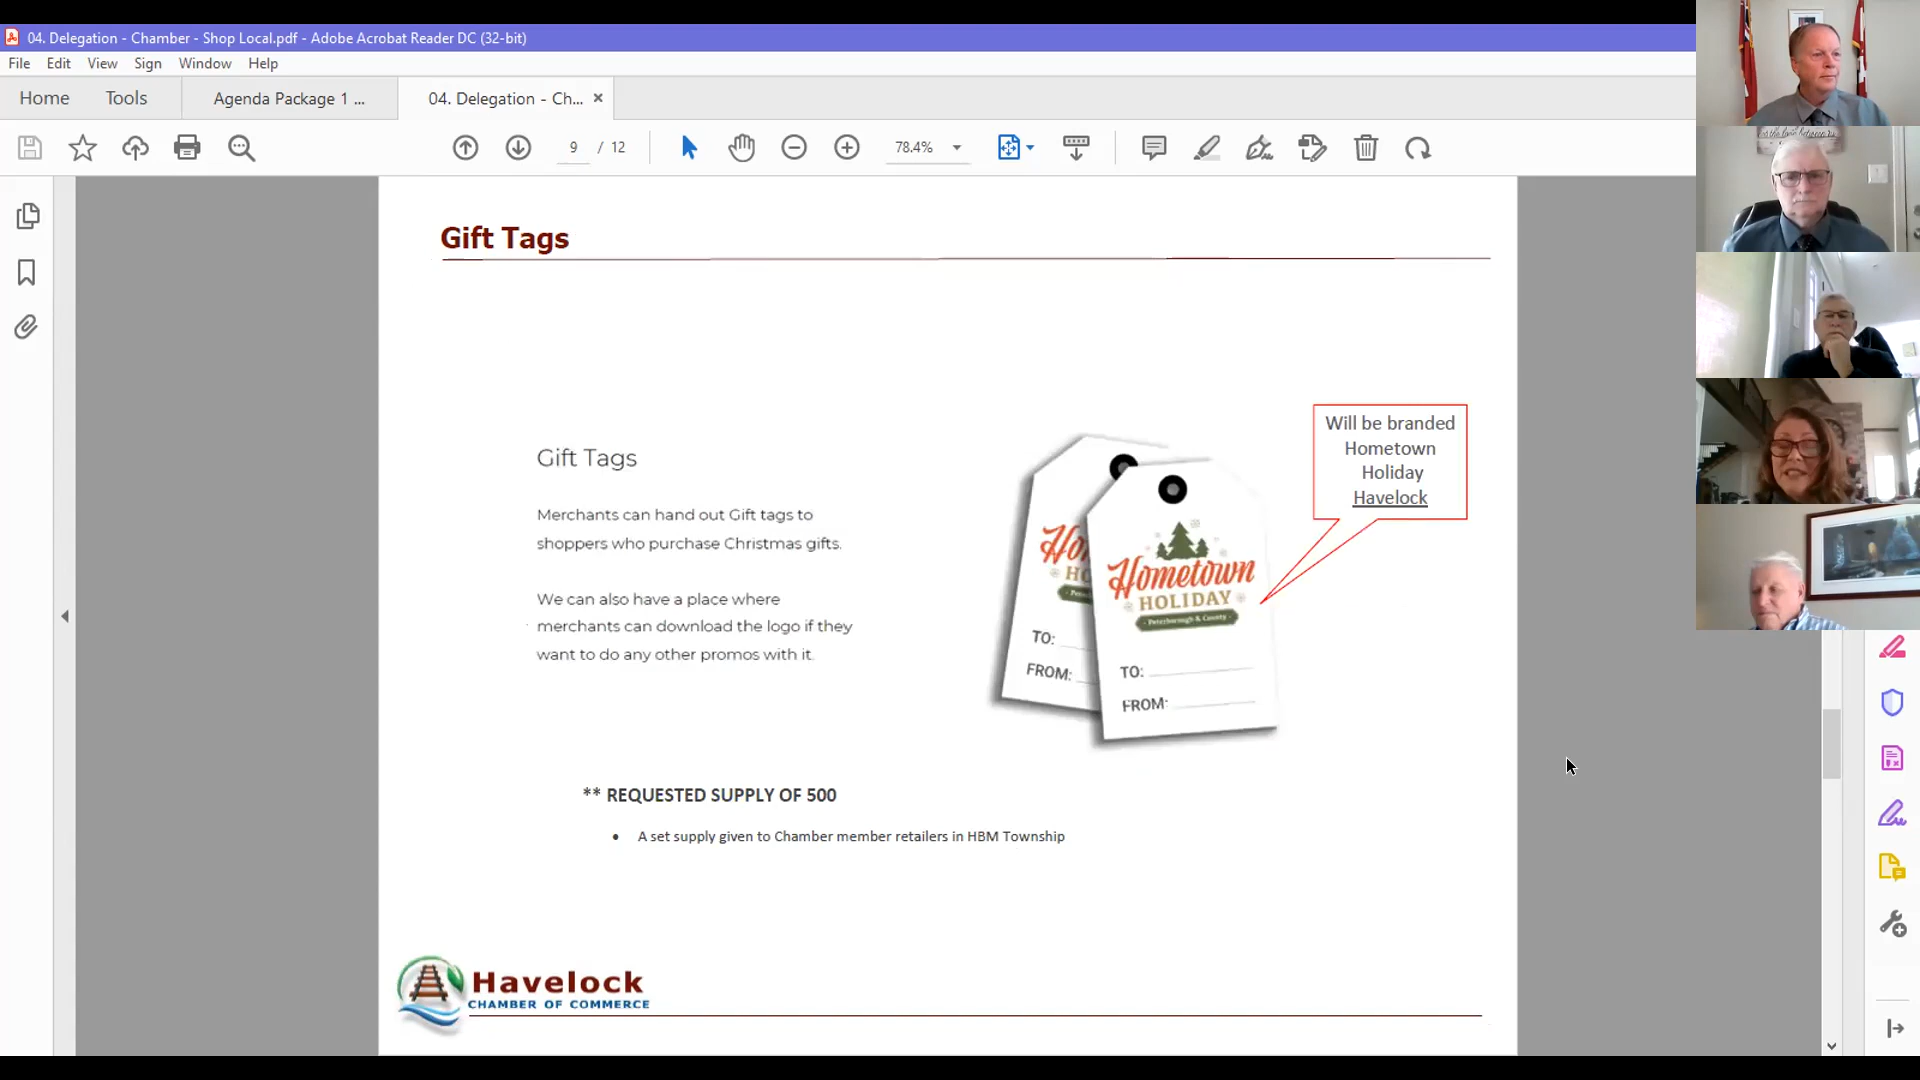 04. Delegation - Chamber - Shop Local.pdf - Adobe Acrobat Reader DC (32-bit)
File Edit View Sign Window Help
Home Tools Agenda Package 1 ... 04. Delegation - Ch... ×
9 / 12 78.4%
Gift Tags
Will be branded
Hometown
Holiday
Havelock
Gift Tags
Merchants can hand out Gift tags to
shoppers who purchase Christmas gifts.
We can also have a place where
merchants can download the logo if they
want to do any other promos with it.
Ho
HO
TO:
FROM:
Hometown
HOLIDAY
· Peterborough & County ·
TO:
FROM:
** REQUESTED SUPPLY OF 500
• A set supply given to Chamber member retailers in HBM Township
Havelock
CHAMBER OF COMMERCE